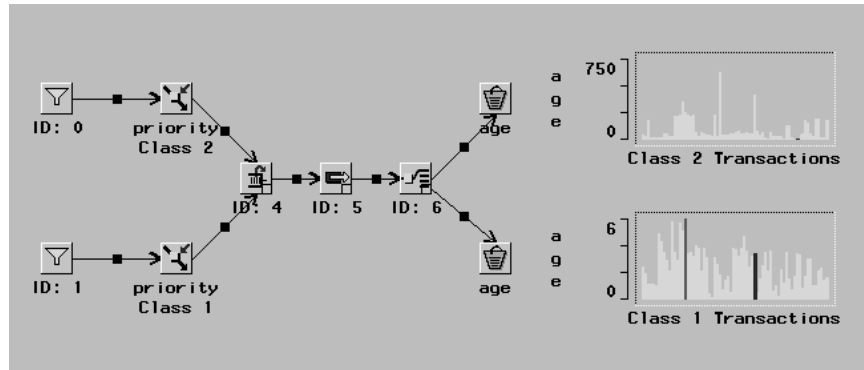 ID: 0
priority
Class 2
ID: 4
ID: 5
ID: 6
age
a
g
e
750
0
Class 2 Transactions
ID: 1
priority
Class 1
age
a
g
e
6
0
Class 1 Transactions